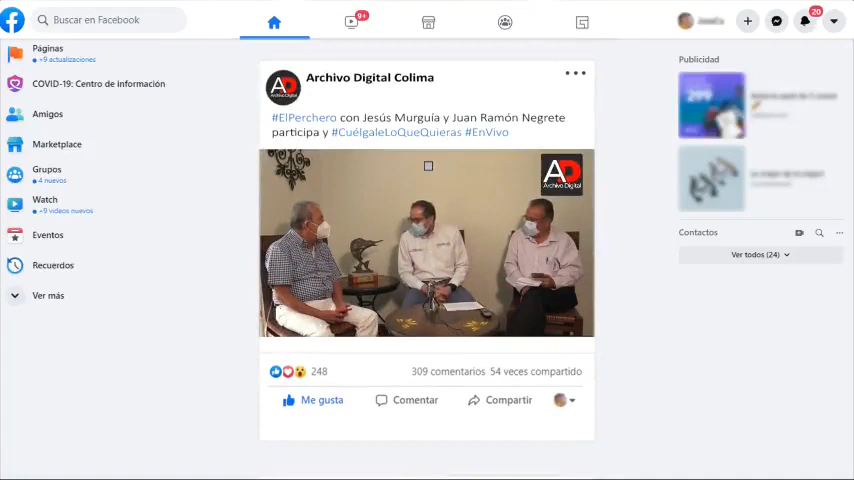 Buscar en Facebook
9+
20
Páginas
+9 actualizaciones
COVID-19: Centro de información
Amigos
Marketplace
Grupos
4 nuevos
Watch
+9 videos nuevos
Eventos
Recuerdos
Ver más
AD
Archivo Digital
Archivo Digital Colima
#ElPerchero con Jesús Murguía y Juan Ramón Negrete
participa y #CuélgaleLoQueQuieras #EnVivo
AD
Archivo Digital
248
309 comentarios 54 veces compartido
Me gusta
Comentar
Compartir
Publicidad
Contactos
Ver todos (24)